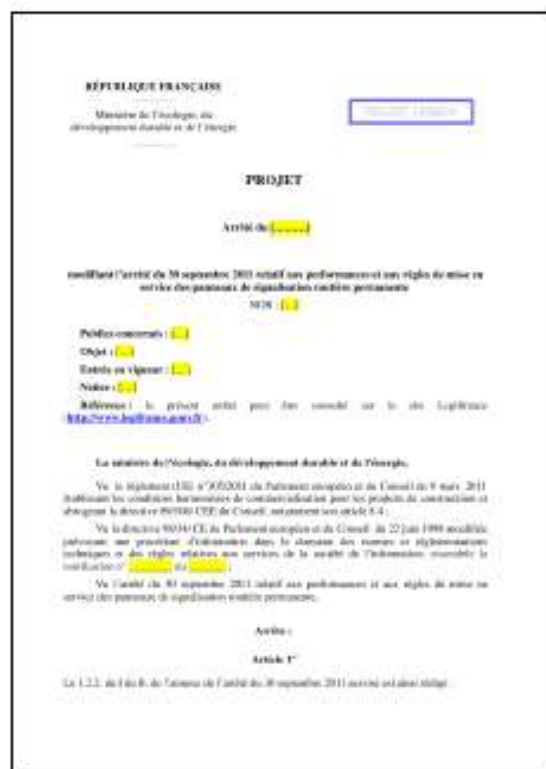 RÉPUBLIQUE FRANÇAISE
Ministère de l'écologie, du
développement durable et de l'énergie
PROJET
Arrêté du [...........]
modifiant l'arrêté du 30 septembre 2011 relatif aux performances et aux règles de mise en
service des panneaux de signalisation routière permanente
NOR : [...]
Publics concernés : [...]
Objet : [...]
Entrée en vigueur : [...]
Notice : [...]
Référence : le présent arrêté peut être consulté sur le site Légifrance
(http://www.legifrance.gouv.fr).
La ministre de l'écologie, du développement durable et de l'énergie,
Vu le règlement (UE) n°305/2011 du Parlement européen et du Conseil du 9 mars 2011
établissant les conditions harmonisées de commercialisation pour les produits de construction et
abrogeant la directive 89/106/CEE du Conseil, notamment son article 8.4 ;
Vu la directive 98/34/CE du Parlement européen et du Conseil du 22 juin 1998 modifiée
prévoyant une procédure d'information dans le domaine des normes et réglementations
techniques et des règles relatives aux services de la société de l'information, ensemble la
notification n° [...........] du [...........] ;
Vu l'arrêté du 30 septembre 2011 relatif aux performances et aux règles de mise en
service des panneaux de signalisation routière permanente,
Arrête :
Article 1er
Le 1.2.2. du I du B. de l'annexe de l'arrêté du 30 septembre 2011 susvisé est ainsi rédigé :